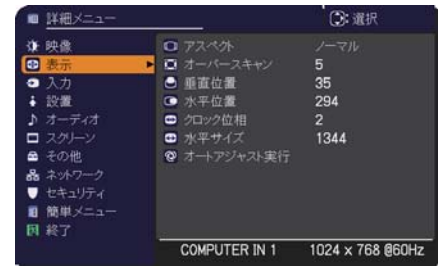 詳細メニュー
選択
映像
表示
入力
設置
オーディオ
スクリーン
その他
ネットワーク
セキュリティ
簡単メニュー
終了
アスペクト ノーマル
オーバースキャン 5
垂直位置 35
水平位置 294
クロック位相 2
水平サイズ 1344
オートアジャスト実行
COMPUTER IN 1 1024 x 768 @60Hz